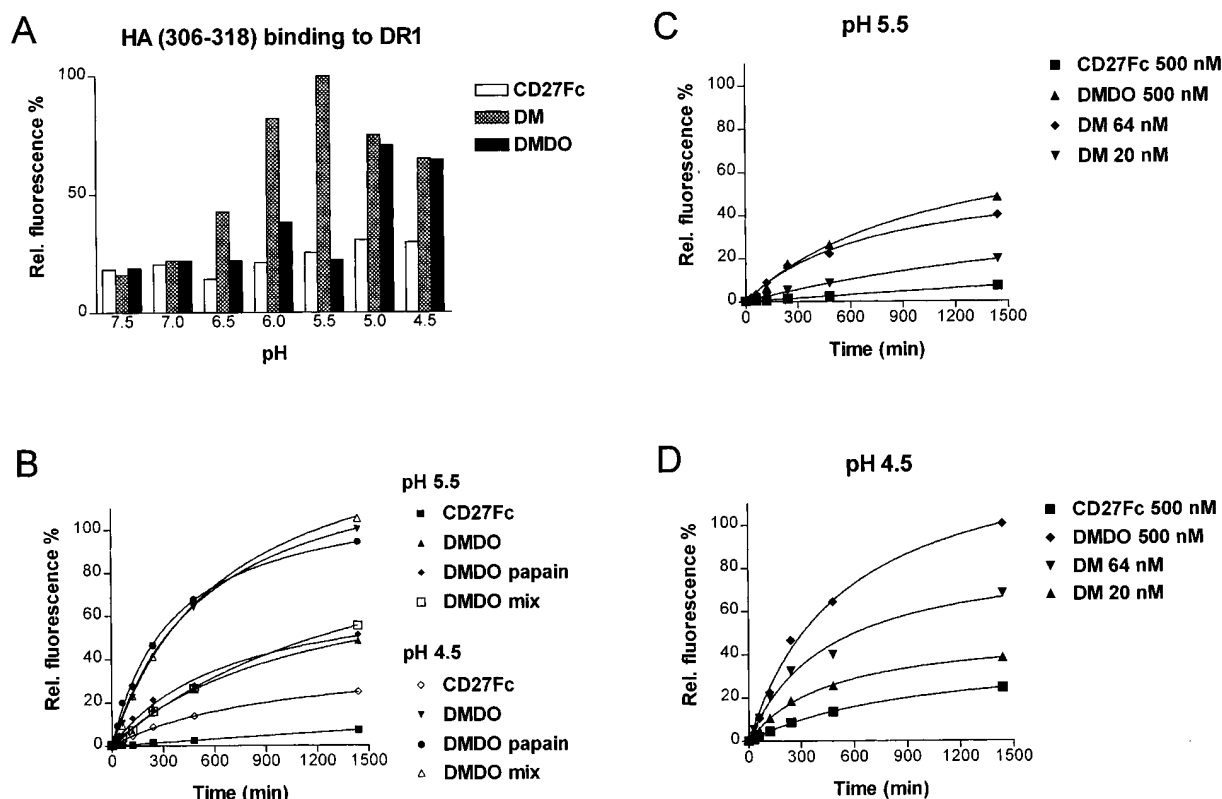 A
HA (306-318) binding to DR1
Rel. fluorescence %
100
50
0
7.5 7.0 6.5 6.0 5.5 5.0 4.5
pH
CD27Fc
DM
DMDO
B
Rel. fluorescence %
100
80
60
40
20
0
0 300 600 900 1200 1500
Time (min)
pH 5.5
CD27Fc
DMDO
DMDO papain
DMDO mix
pH 4.5
CD27Fc
DMDO
DMDO papain
DMDO mix
C
pH 5.5
Rel. fluorescence %
100
80
60
40
20
0
0 300 600 900 1200 1500
Time (min)
CD27Fc 500 nM
DMDO 500 nM
DM 64 nM
DM 20 nM
D
pH 4.5
Rel. fluorescence %
100
80
60
40
20
0
0 300 600 900 1200 1500
Time (min)
CD27Fc 500 nM
DMDO 500 nM
DM 64 nM
DM 20 nM